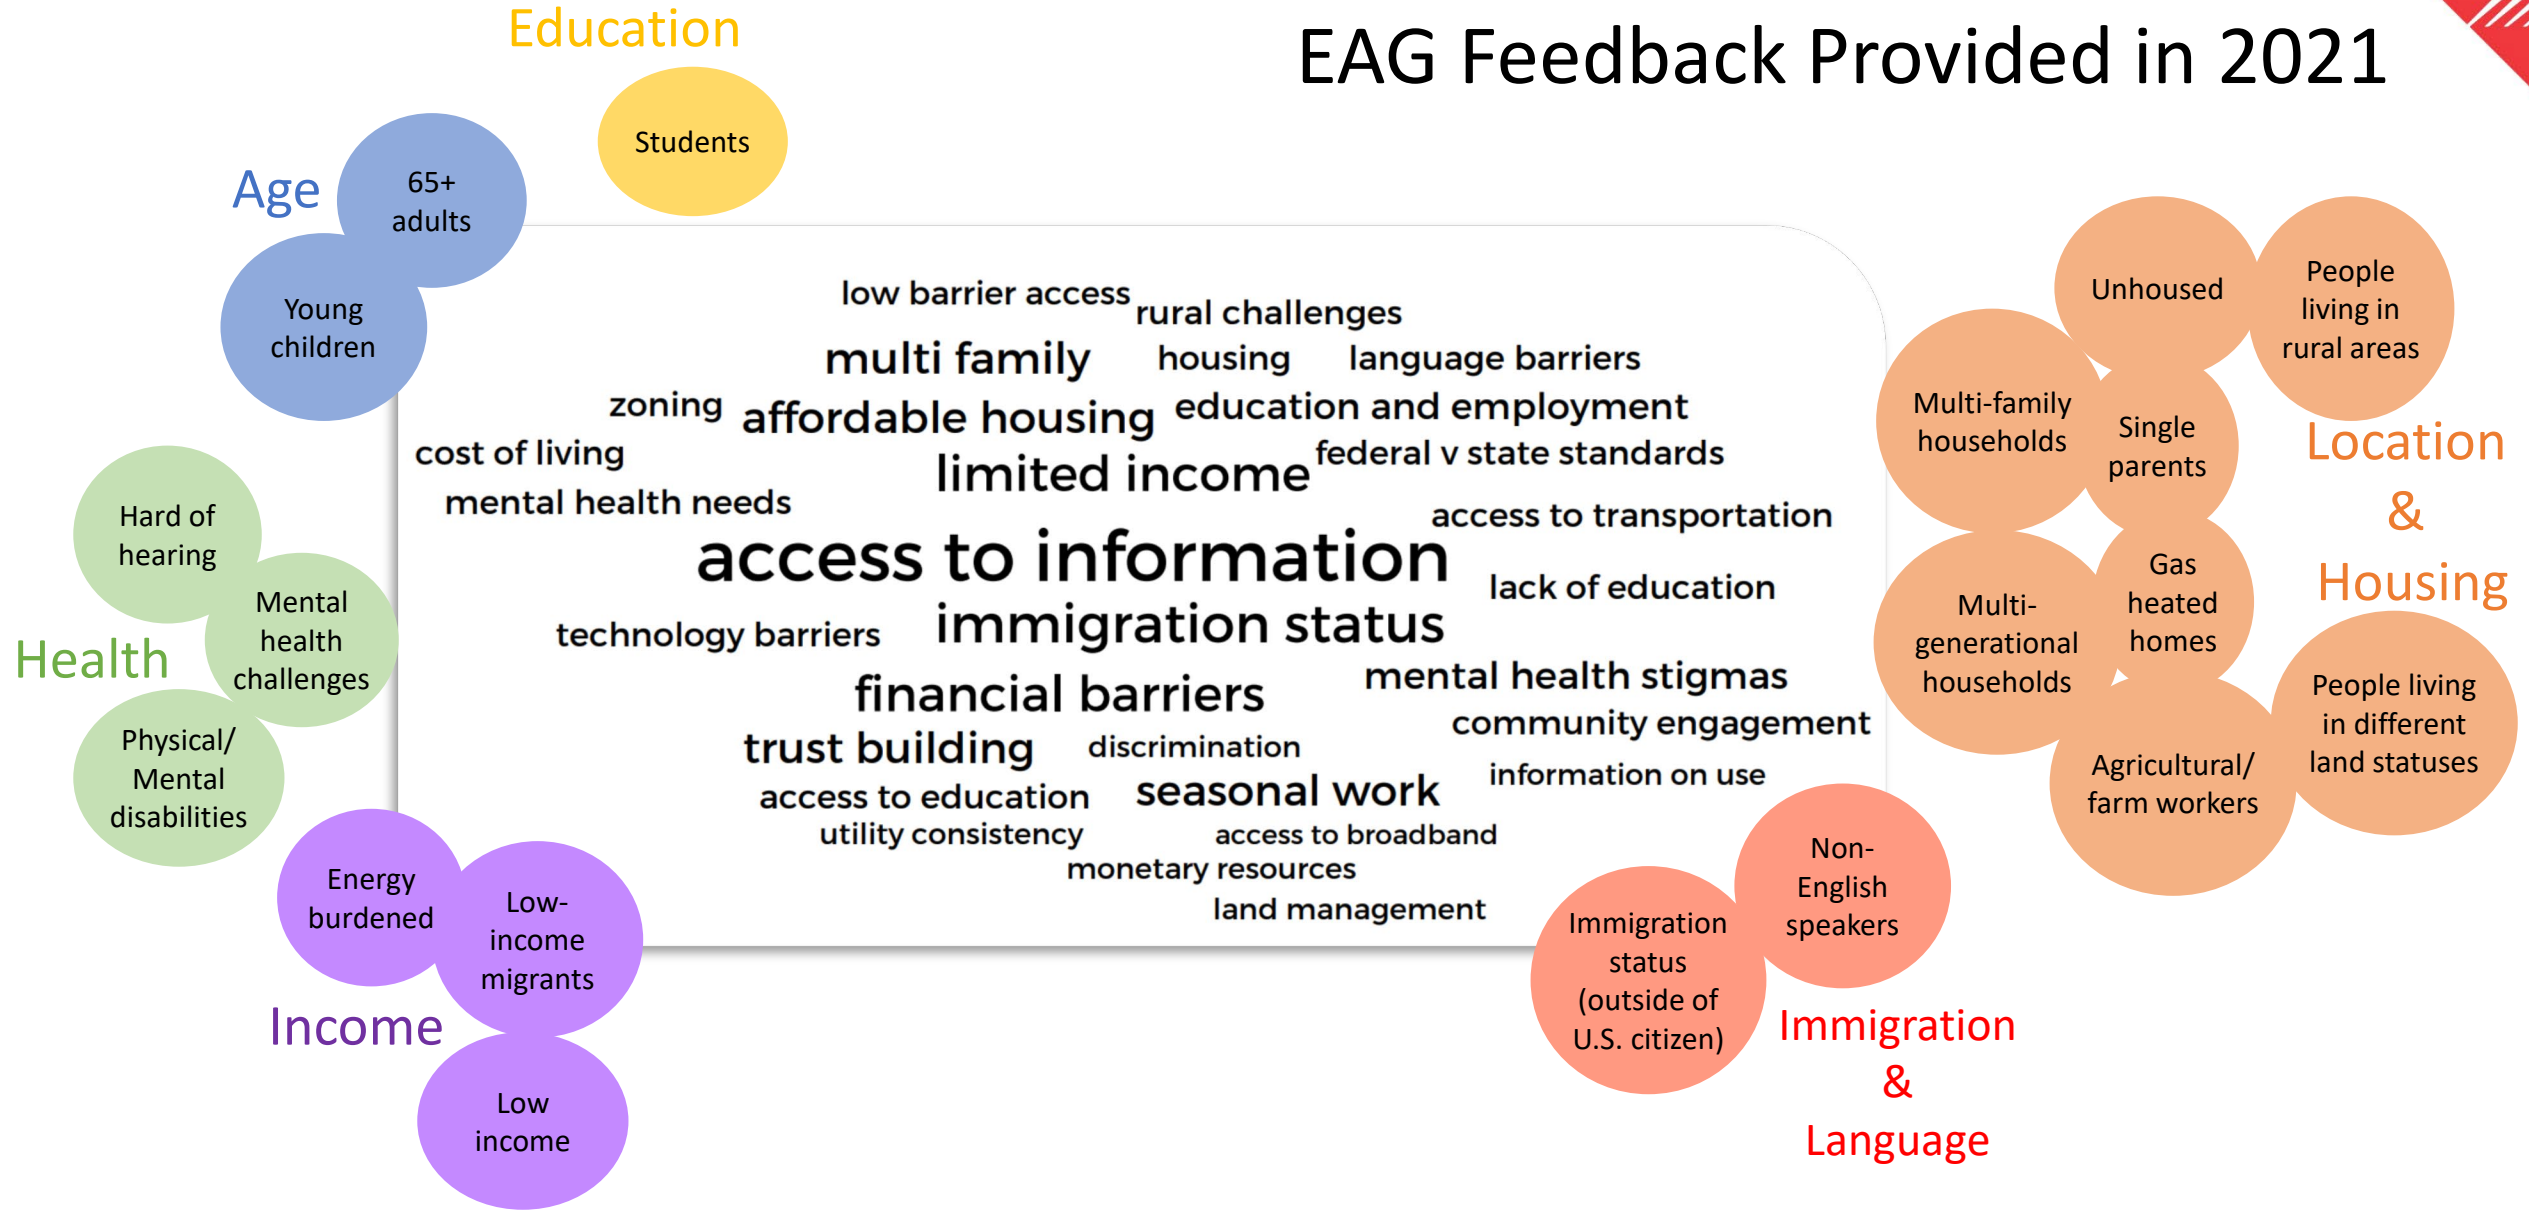 EAG Feedback Provided in 2021
Education
Students
Age
65+
adults
Young
children
Health
Hard of
hearing
Mental
health
challenges
Physical/
Mental
disabilities
Income
Energy
burdened
Low-
income
migrants
Low
income
low barrier access
rural challenges
multi family
housing
language barriers
zoning
affordable housing
education and employment
cost of living
limited income
federal v state standards
mental health needs
access to transportation
access to information
lack of education
technology barriers
immigration status
mental health stigmas
financial barriers
community engagement
trust building
discrimination
information on use
access to education
seasonal work
utility consistency
access to broadband
monetary resources
land management
Unhoused
People
living in
rural areas
Multi-family
households
Single
parents
Location
&
Housing
Multi-
generational
households
Gas
heated
homes
People living
in different
land statuses
Agricultural/
farm workers
Non-
English
speakers
Immigration
status
(outside of
U.S. citizen)
Immigration
&
Language